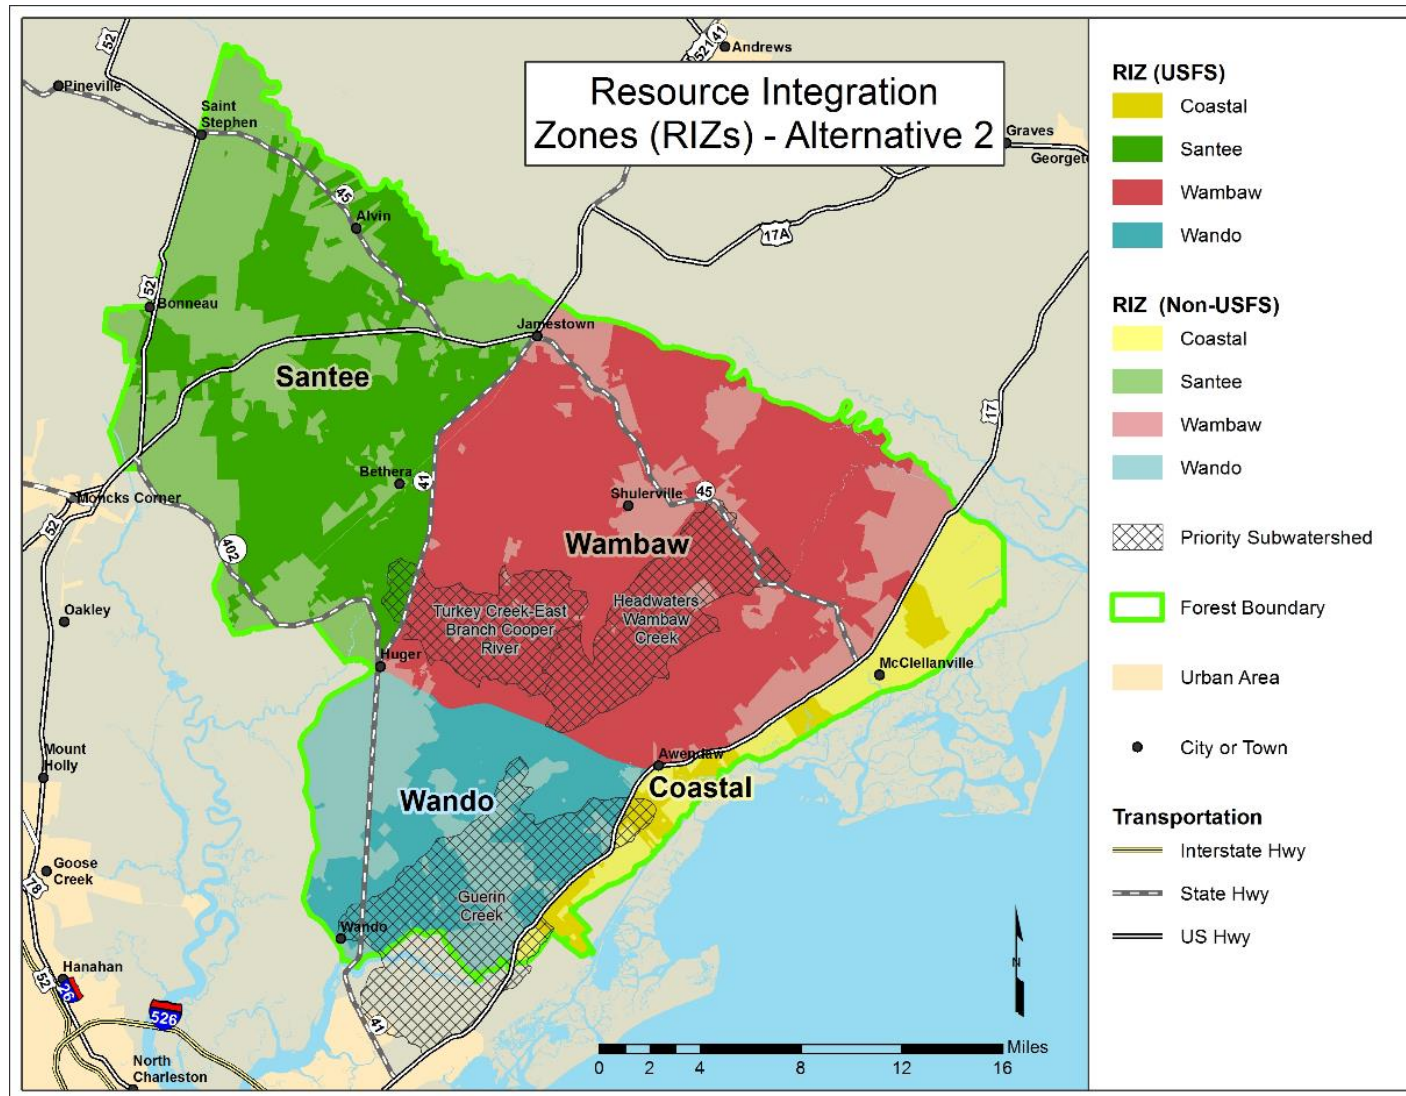 Resource Integration
Zones (RIZs) - Alternative 2
52
521
41
Andrews
Pineville
Saint
Stephen
Graves
45
Alvin
17A
52
Bonneau
Jamestown
Santee
17
Bethera
41
Moncks Corner
Shulerville
45
52
402
Wambaw
Oakley
Turkey Creek-East
Branch Cooper
River
Headwaters
Wambaw
Creek
Huger
McClellanville
Mount
Holly
Awendaw
Coastal
Wando
Goose
Creek
78
Guerin
Creek
Wando
Hanahan
52
26
526
41
North
Charleston
N
Miles
0 2 4 8 12 16
RIZ (USFS)
Coastal
Santee
Wambaw
Wando
RIZ (Non-USFS)
Coastal
Santee
Wambaw
Wando
Priority Subwatershed
Forest Boundary
Urban Area
City or Town
Transportation
Interstate Hwy
State Hwy
US Hwy